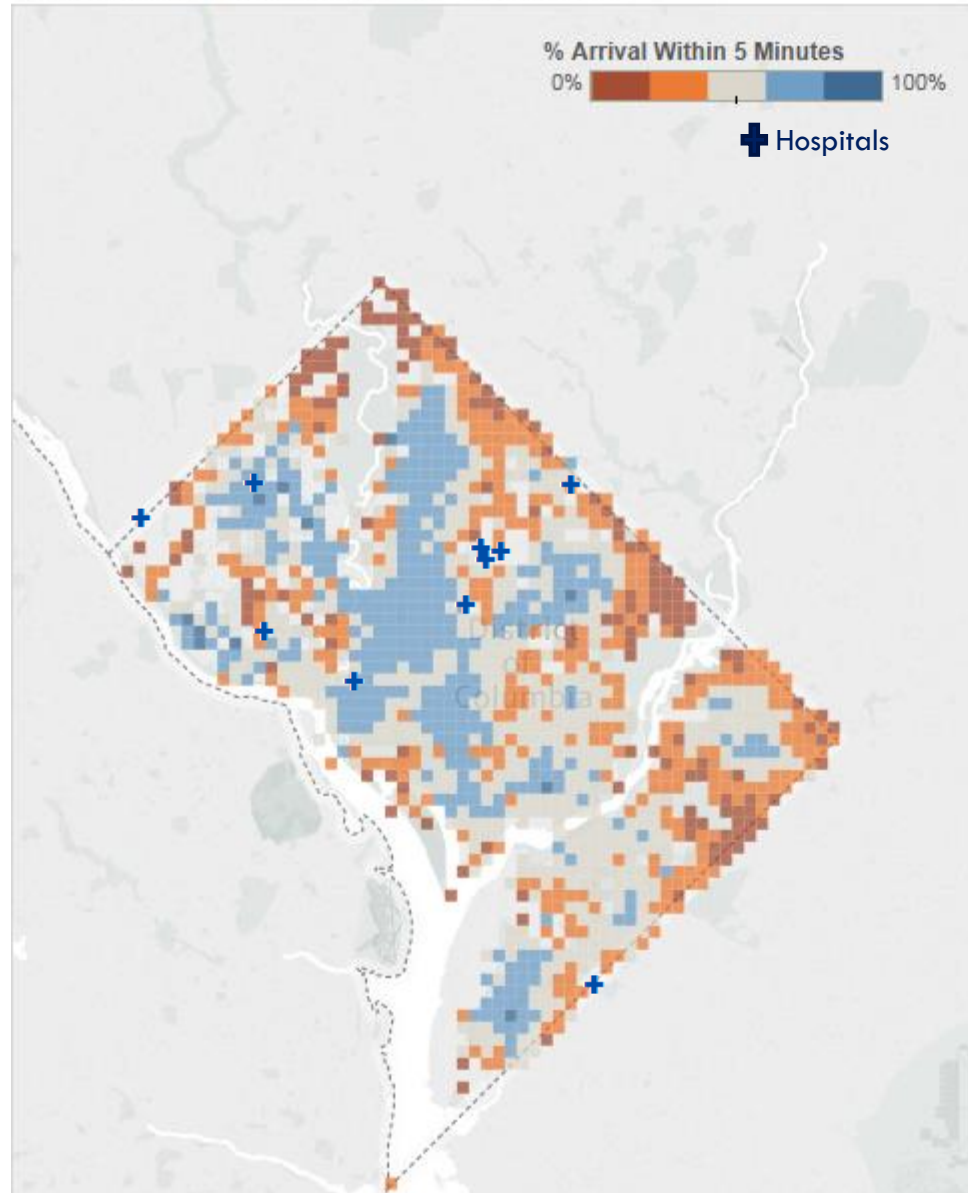 % Arrival Within 5 Minutes
0% 100%
Hospitals
District
of
Columbia